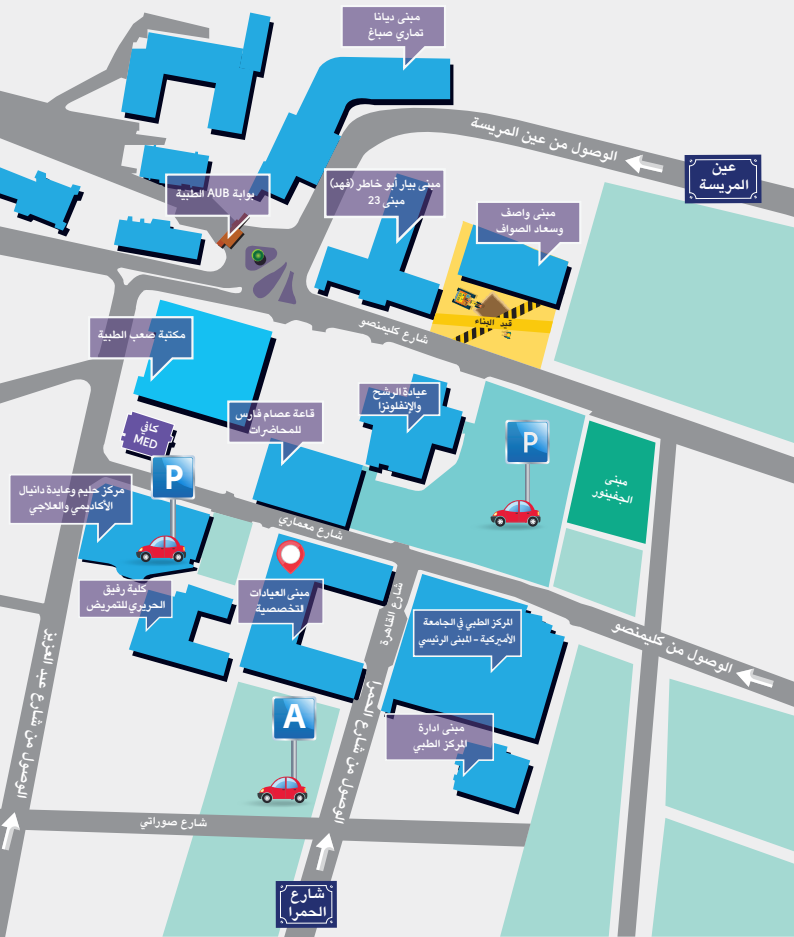 مبنى ديانا
تماري صباغ
الوصول من عين المريسة
عين
المريسة
بوابة AUB الطبية
مبنى بيار أبو خاطر (فهد)
مبنى 23
مبنى واصف
وسعاد الصواف
قيد البناء
شارع كليمنصو
مكتبة صعب الطبية
عيادة الرشح
والإنفلونزا
قاعة عصام فارس
للمحاضرات
كافي
MED
P
P
مبنى
الجفينور
مركز حليم وعايدة دانيال
الأكاديمي والعلاجي
شارع معماري
كلية رفيق
الحريري للتمريض
مبنى العيادات
التخصصية
شارع القاهرة
المركز الطبي في الجامعة
الأميركية - المبنى الرئيسي
الوصول من كليمنصو
الوصول من شارع عبد العزيز
الوصول من شارع الحمرا
A
مبنى ادارة
المركز الطبي
شارع صوراتي
شارع
الحمرا